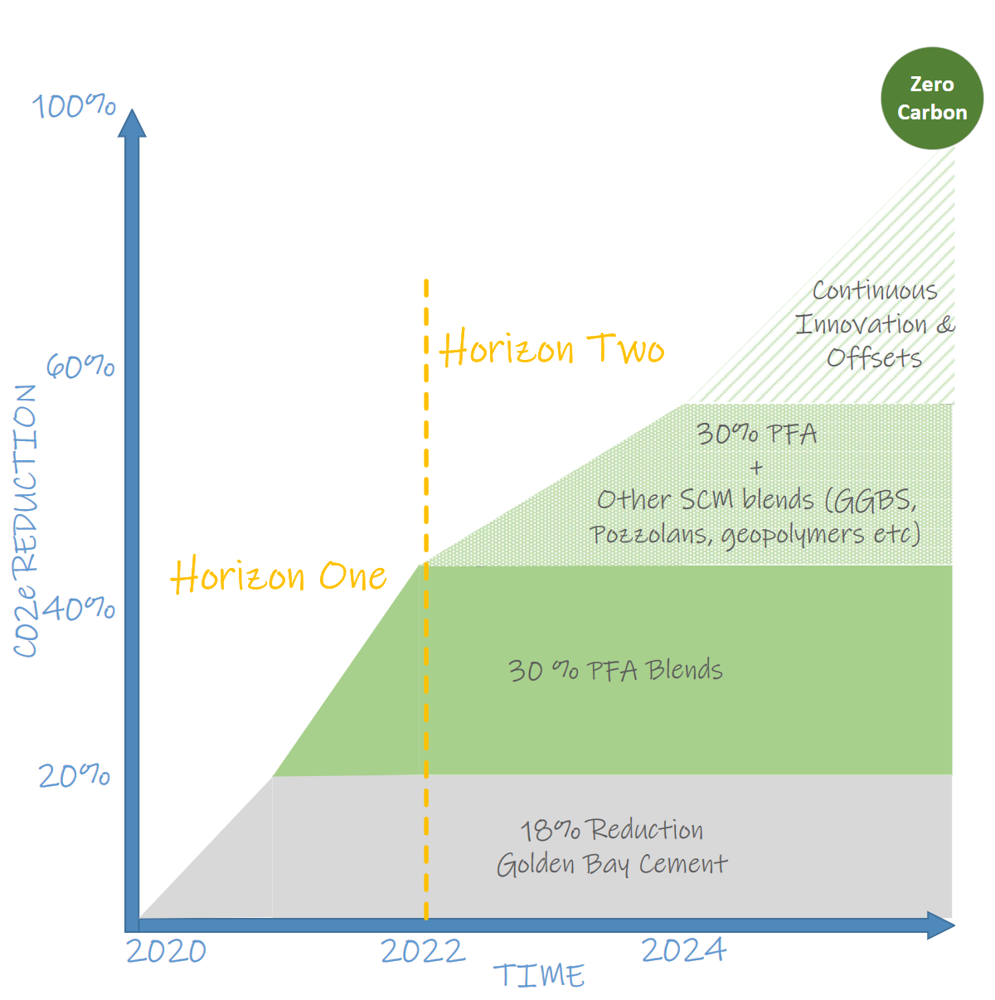 Zero
Carbon
100%
Continuous
Innovation &
Offsets
Horizon Two
60%
30% PFA
+
Other SCM blends (GGBS,
Pozzolans, geopolymers etc)
CO2e REDUCTION
Horizon One
40%
30 % PFA Blends
20%
18% Reduction
Golden Bay Cement
2020
2022
2024
TIME